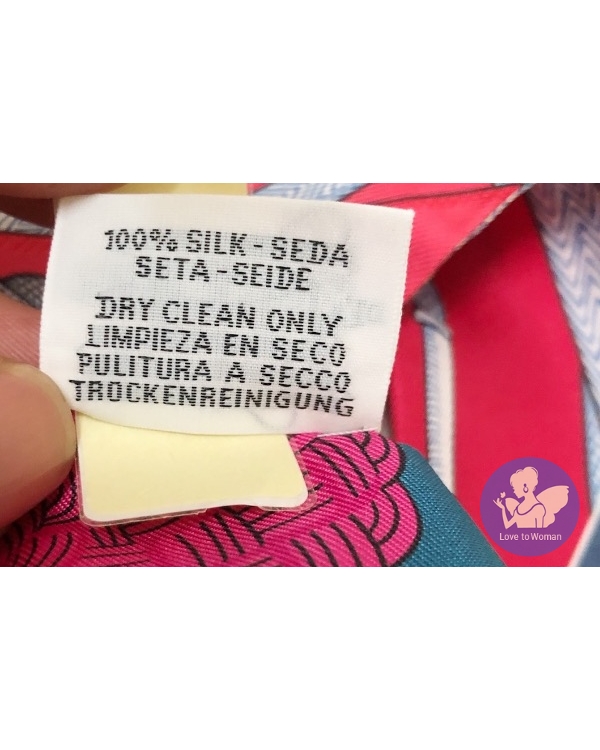 100% SILK - SEDA
SETA - SEIDE
DRY CLEAN ONLY
LIMPIEZA EN SECO
PULITURA A SECCO
TROCKENREINIGUNG
Love to Woman